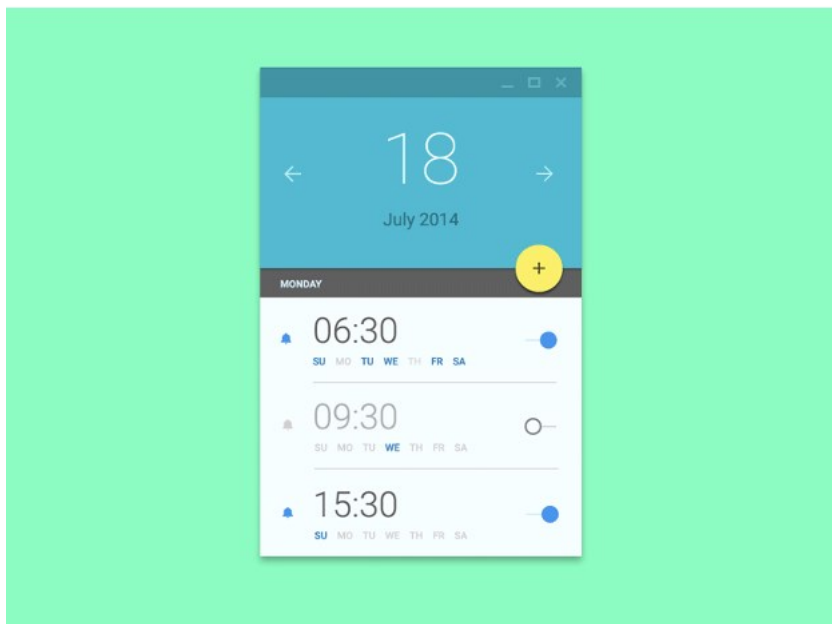 18
July 2014
+
MONDAY
06:30
SU MO TU WE TH FR SA
09:30
SU MO TU WE TH FR SA
15:30
SU MO TU WE TH FR SA